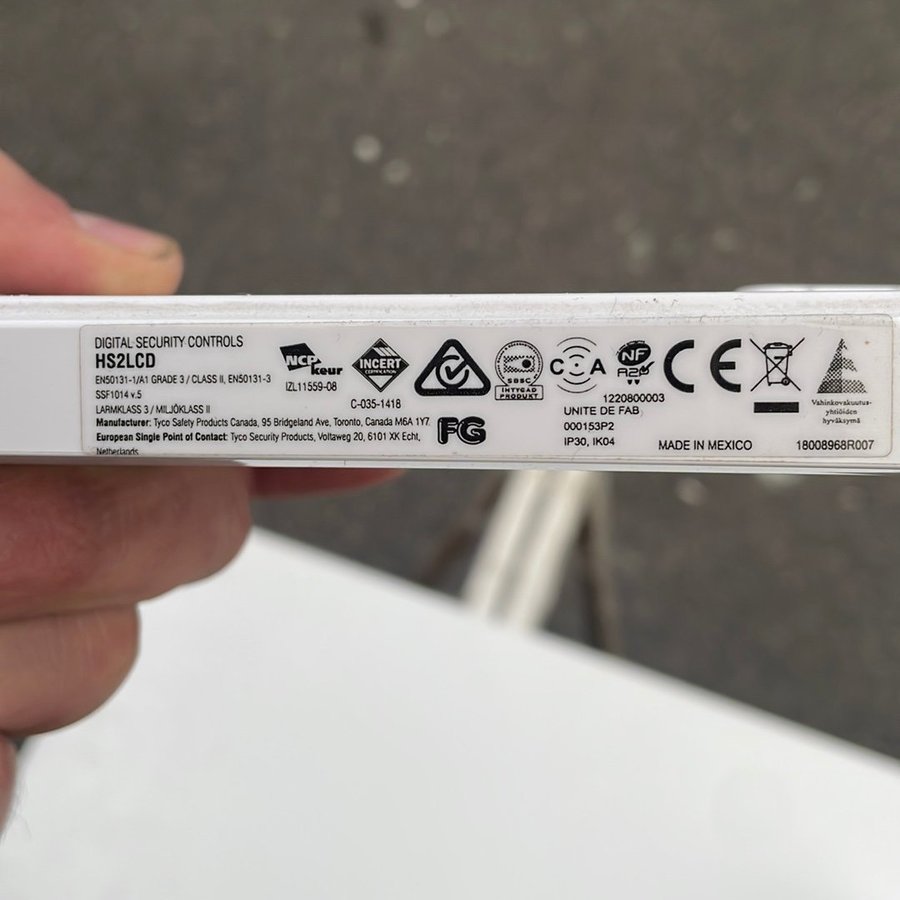 DIGITAL SECURITY CONTROLS
HS2LCD
EN50131-1/A1 GRADE 3 / CLASS II, EN50131-3
SSF1014 v.5
LARMKLASS 3 / MILJÖKLASS II
Manufacturer: Tyco Safety Products Canada, 95 Bridgeland Ave, Toronto, Canada M6A 1Y7
European Single Point of Contact: Tyco Security Products, Voltaweg 20, 6101 XK Echt,
Netherlands
NCP
keur
IZL11559-08
INCERT
CERTIFICATION
C-035-1418
FG
SBSC
INTYGAD
PRODUKT
C A
NF
A2P
1220800003
UNITE DE FAB
000153P2
IP30, IK04
CE
MADE IN MEXICO
Vahinkovakuutus-
yhtiöiden
hyväksymä
18008968R007